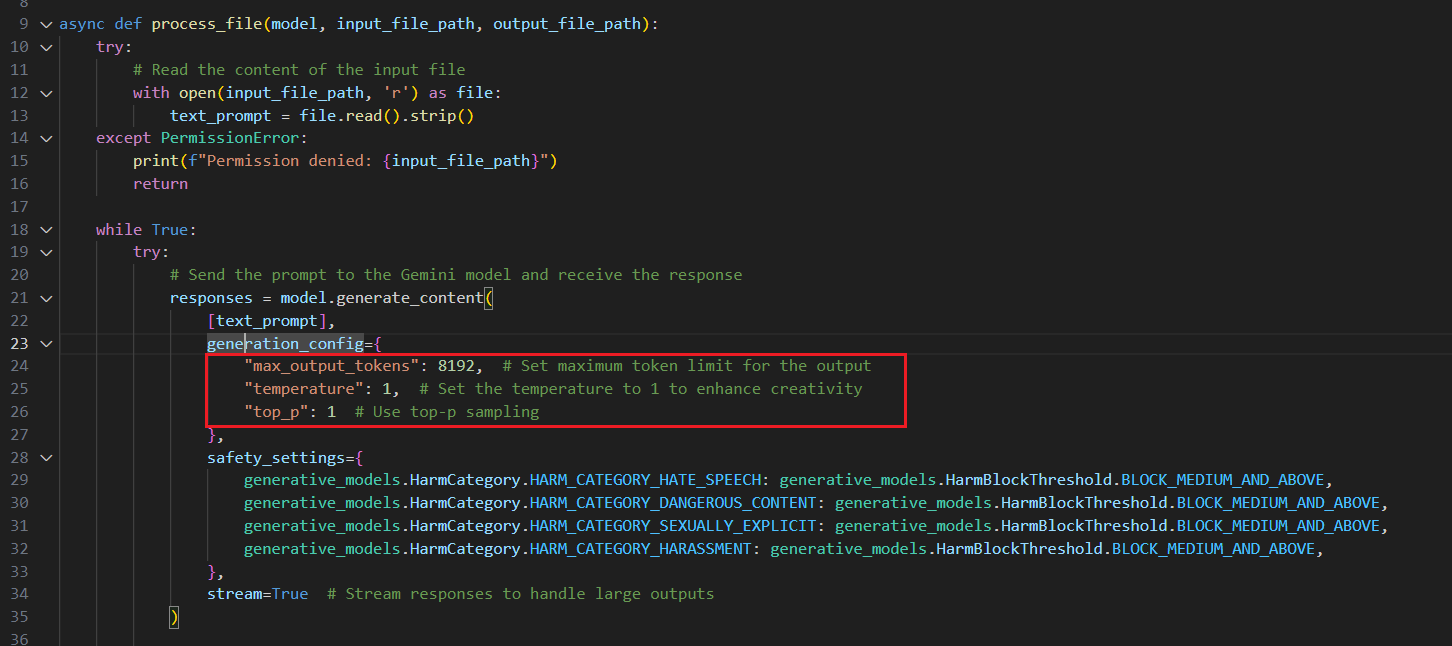 8
9 async def process_file(model, input_file_path, output_file_path):
10 try:
11 # Read the content of the input file
12 with open(input_file_path, 'r') as file:
13 text_prompt = file.read().strip()
14 except PermissionError:
15 print(f"Permission denied: {input_file_path}")
16 return
17
18 while True:
19 try:
20 # Send the prompt to the Gemini model and receive the response
21 responses = model.generate_content(
22 [text_prompt],
23 generation_config={
24 "max_output_tokens": 8192,  # Set maximum token limit for the output
25 "temperature": 1,  # Set the temperature to 1 to enhance creativity
26 "top_p": 1  # Use top-p sampling
27 },
28 safety_settings={
29 generative_models.HarmCategory.HARM_CATEGORY_HATE_SPEECH: generative_models.HarmBlockThreshold.BLOCK_MEDIUM_AND_ABOVE,
30 generative_models.HarmCategory.HARM_CATEGORY_DANGEROUS_CONTENT: generative_models.HarmBlockThreshold.BLOCK_MEDIUM_AND_ABOVE,
31 generative_models.HarmCategory.HARM_CATEGORY_SEXUALLY_EXPLICIT: generative_models.HarmBlockThreshold.BLOCK_MEDIUM_AND_ABOVE,
32 generative_models.HarmCategory.HARM_CATEGORY_HARASSMENT: generative_models.HarmBlockThreshold.BLOCK_MEDIUM_AND_ABOVE,
33 },
34 stream=True  # Stream responses to handle large outputs
35 )
36